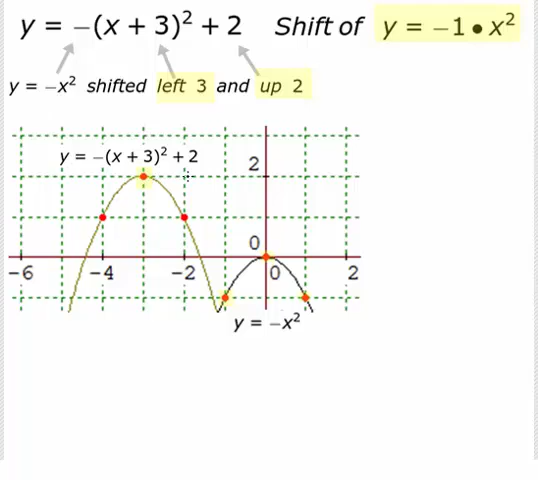 y = −(x + 3)² + 2 Shift of y = −1 • x²
y = −x² shifted left 3 and up 2
y = −(x + 3)² + 2
2
0
−6 −4 −2 0 2
y = −x²